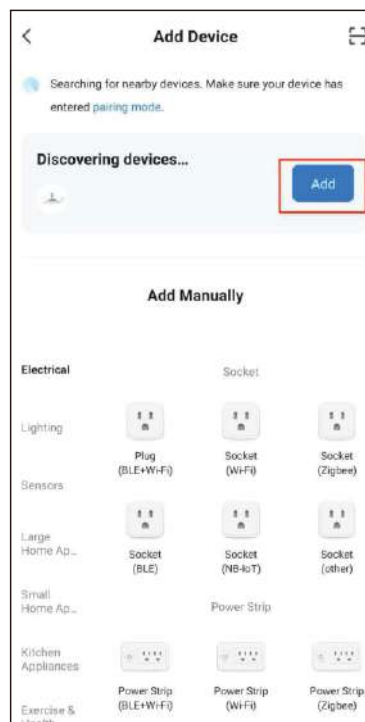 Add Device
Searching for nearby devices. Make sure your device has
entered pairing mode.
Discovering devices...
Add
Add Manually
Electrical
Socket
Lighting
Plug
(BLE+Wi-Fi)
Socket
(Wi-Fi)
Socket
(Zigbee)
Sensors
Large
Home Ap...
Socket
(BLE)
Socket
(NB-IoT)
Socket
(other)
Small
Home Ap...
Power Strip
Kitchen
Appliances
Power Strip
(BLE+Wi-Fi)
Power Strip
(Wi-Fi)
Power Strip
(Zigbee)
Exercise &